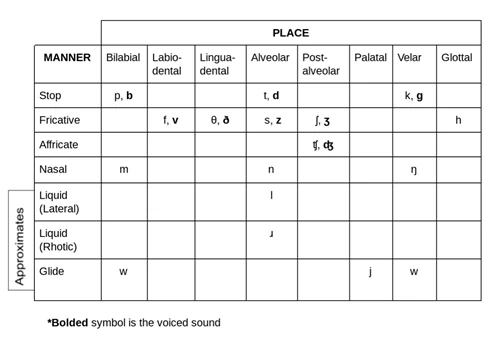 PLACE
MANNER Bilabial Labio-dental Lingua-dental Alveolar Post-alveolar Palatal Velar Glottal
Stop p, b t, d k, g
Fricative f, v θ, ð s, z ʃ, ʒ h
Affricate ʧ, ʤ
Nasal m n ŋ
Approximates
Liquid (Lateral) l
Liquid (Rhotic) ɹ
Glide w j w
*Bolded symbol is the voiced sound